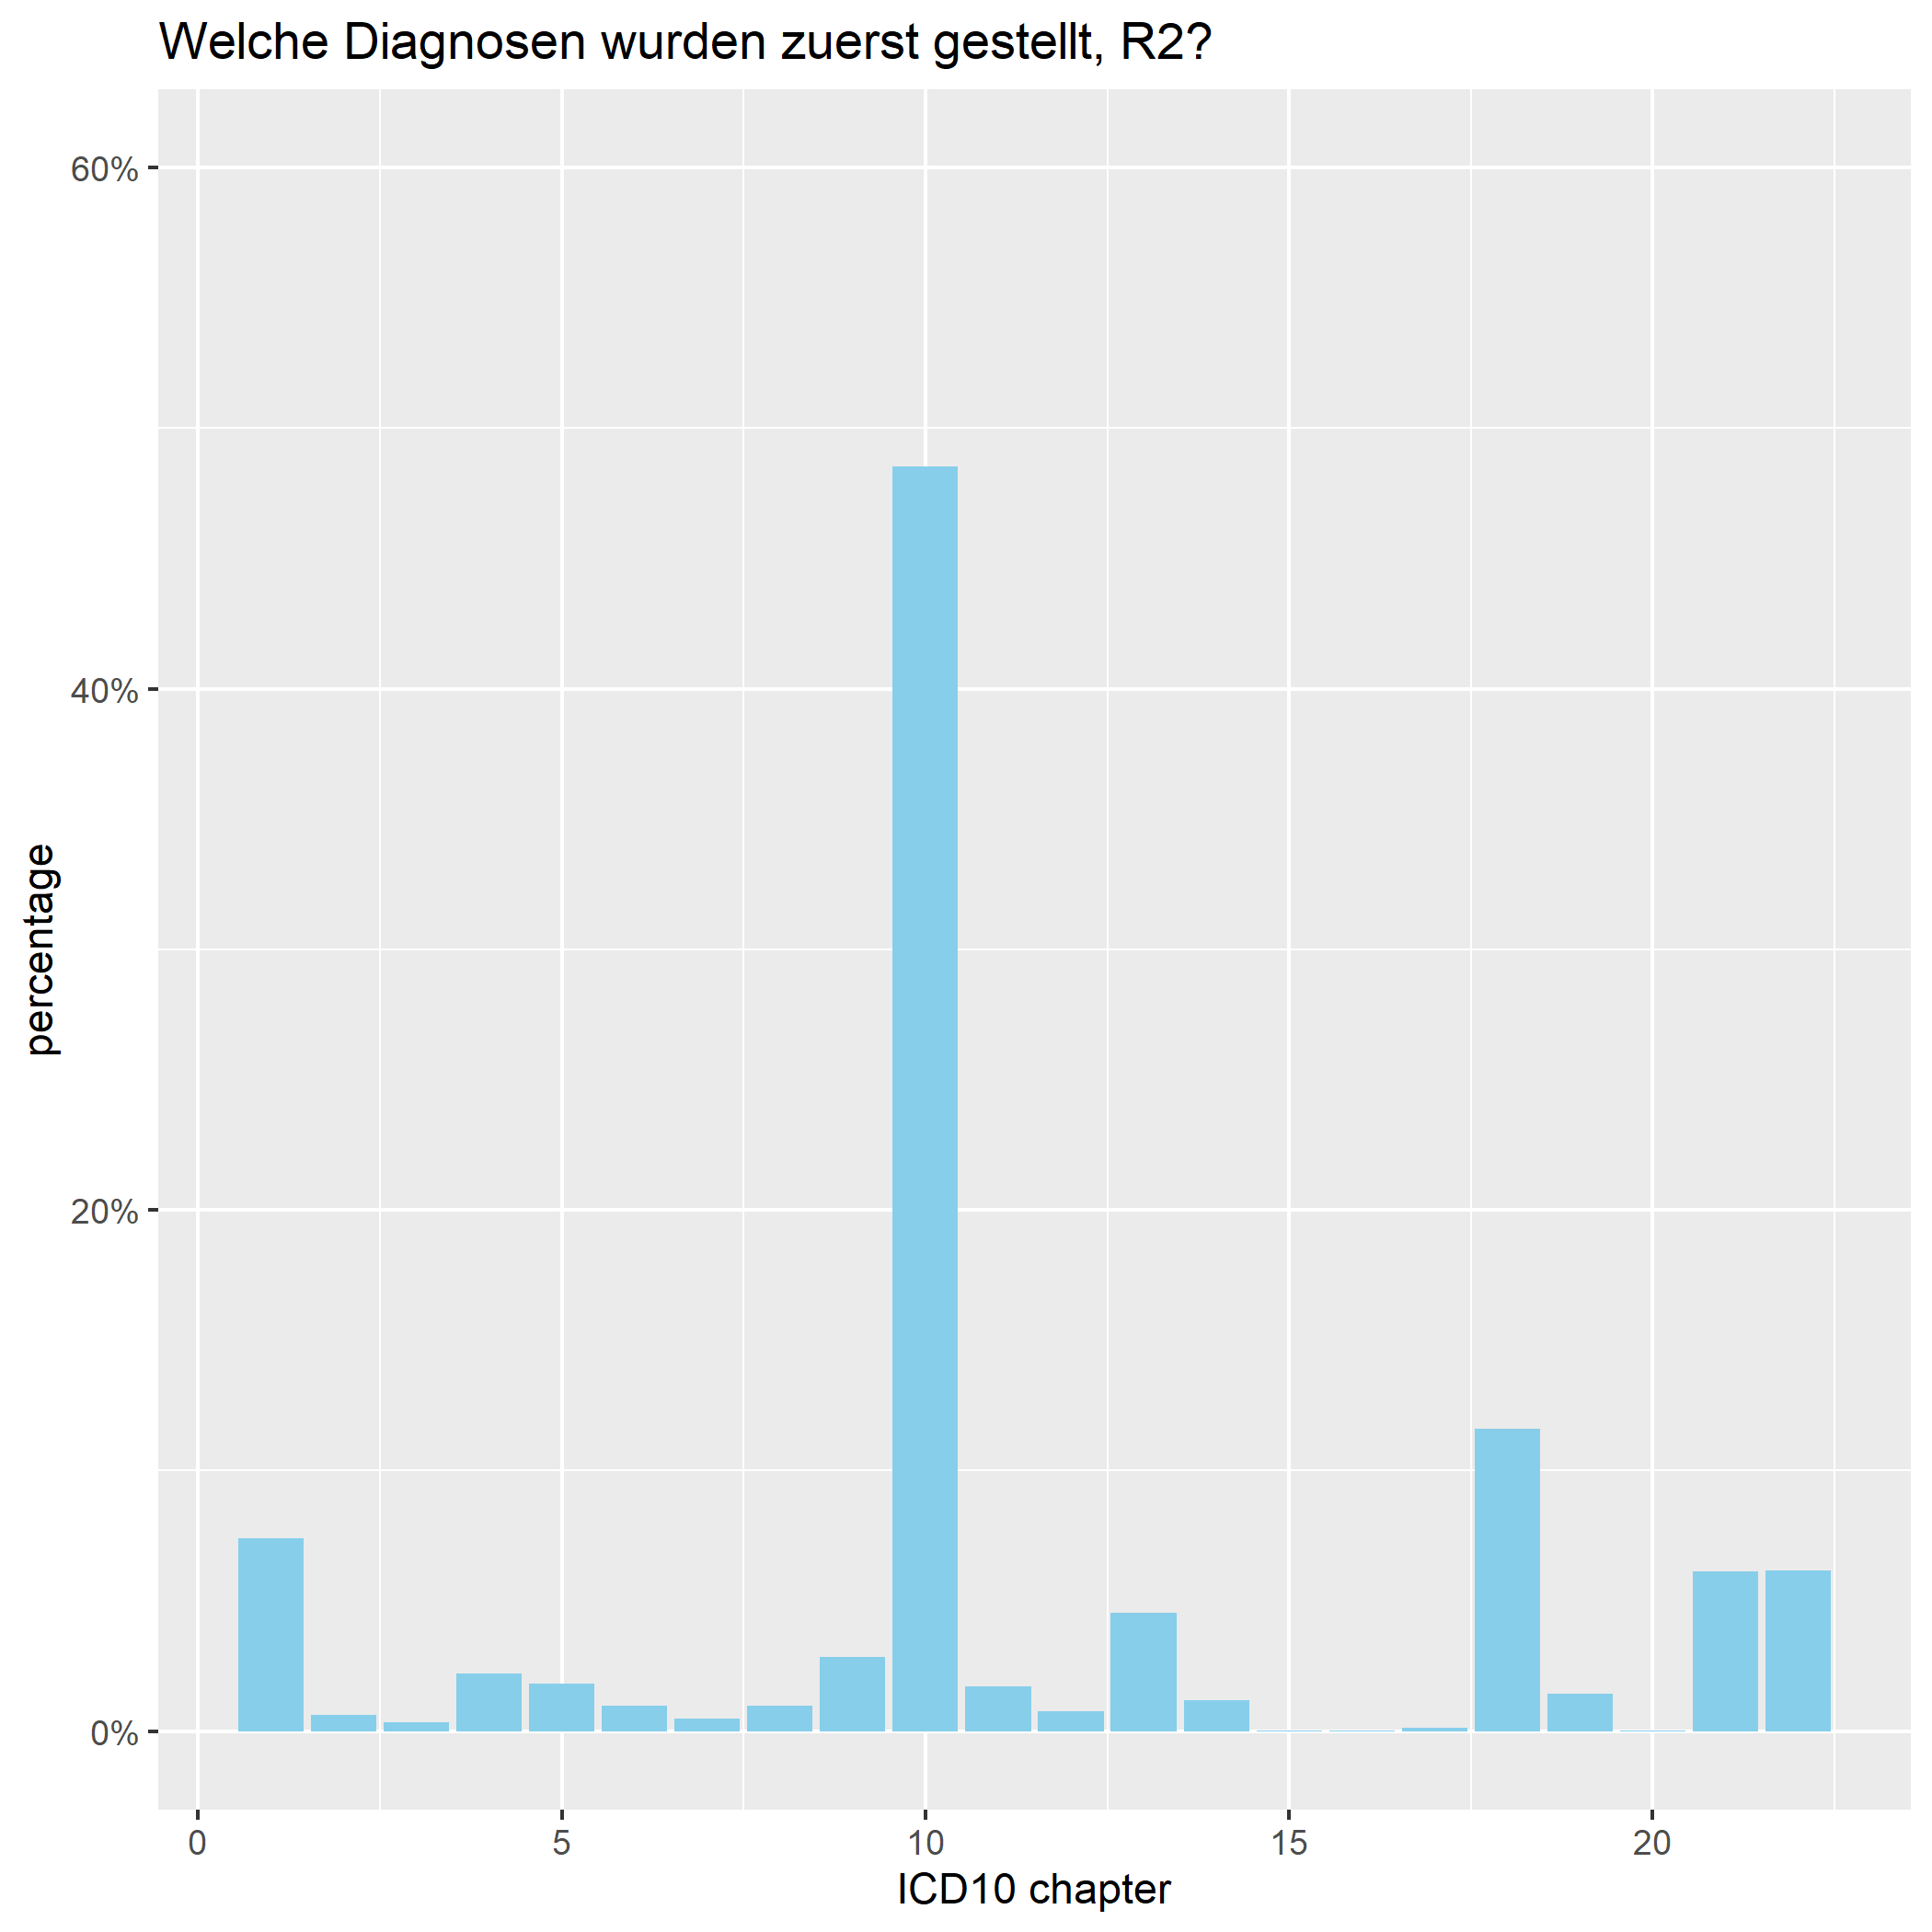 Welche Diagnosen wurden zuerst gestellt, R2?
60%
40%
20%
0%
percentage
0 5 10 15 20
ICD10 chapter